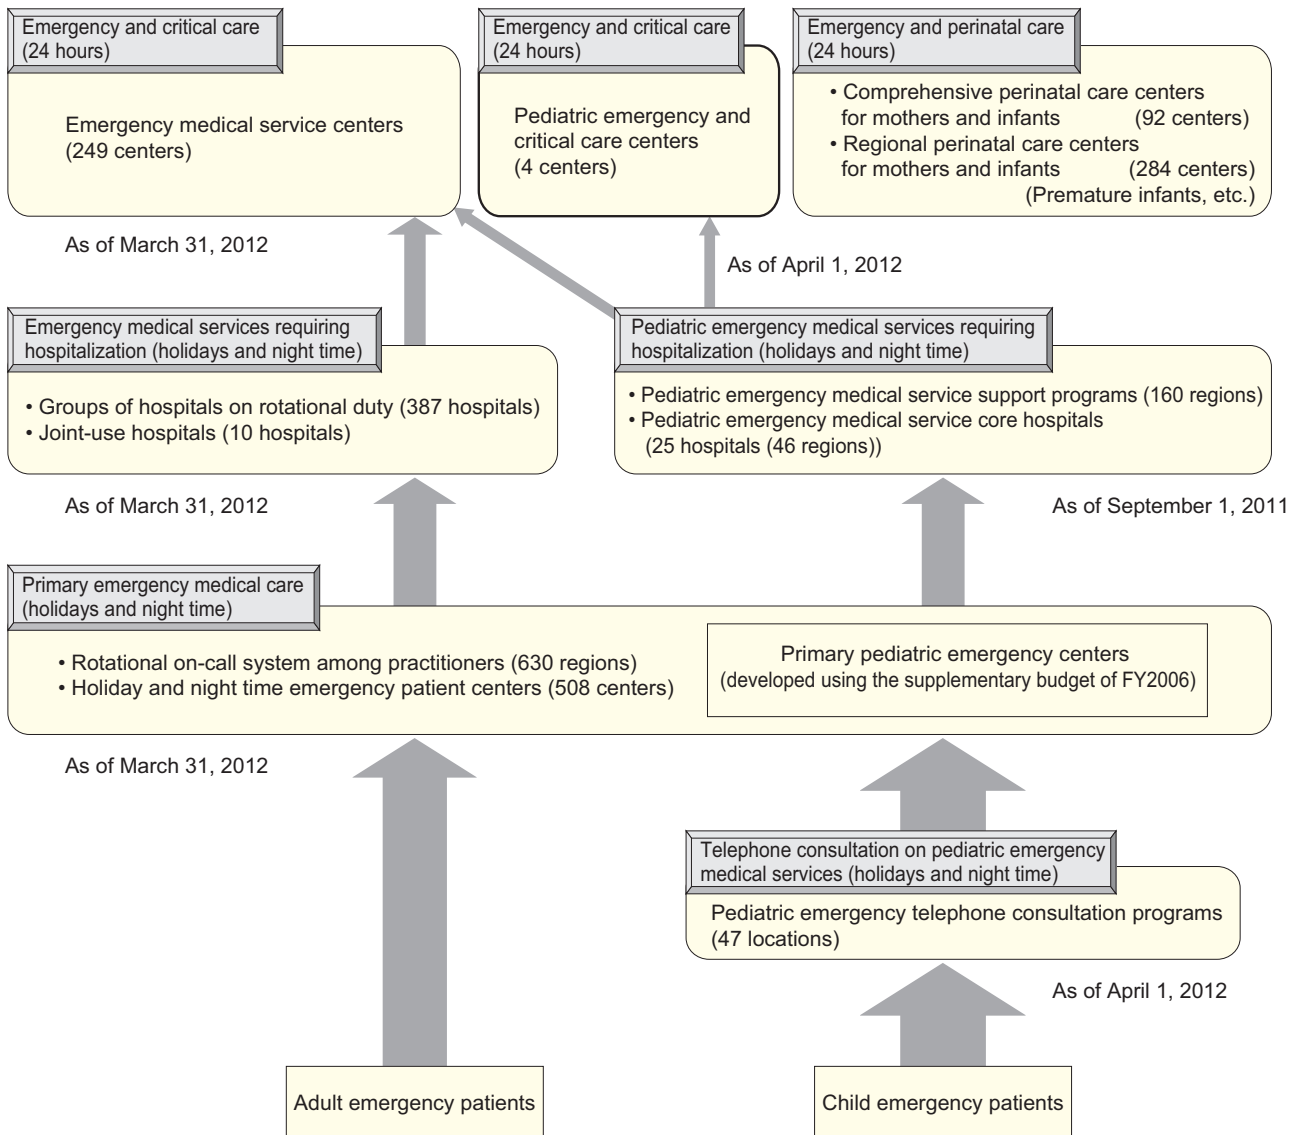 Emergency and critical care
(24 hours)
Emergency medical service centers
(249 centers)
As of March 31, 2012
Emergency and critical care
(24 hours)
Pediatric emergency and
critical care centers
(4 centers)
Emergency and perinatal care
(24 hours)
• Comprehensive perinatal care centers
for mothers and infants (92 centers)
• Regional perinatal care centers
for mothers and infants (284 centers)
(Premature infants, etc.)
As of April 1, 2012
Emergency medical services requiring
hospitalization (holidays and night time)
• Groups of hospitals on rotational duty (387 hospitals)
• Joint-use hospitals (10 hospitals)
As of March 31, 2012
Pediatric emergency medical services requiring
hospitalization (holidays and night time)
• Pediatric emergency medical service support programs (160 regions)
• Pediatric emergency medical service core hospitals
(25 hospitals (46 regions))
As of September 1, 2011
Primary emergency medical care
(holidays and night time)
• Rotational on-call system among practitioners (630 regions)
• Holiday and night time emergency patient centers (508 centers)
Primary pediatric emergency centers
(developed using the supplementary budget of FY2006)
As of March 31, 2012
Telephone consultation on pediatric emergency
medical services (holidays and night time)
Pediatric emergency telephone consultation programs
(47 locations)
As of April 1, 2012
Adult emergency patients
Child emergency patients